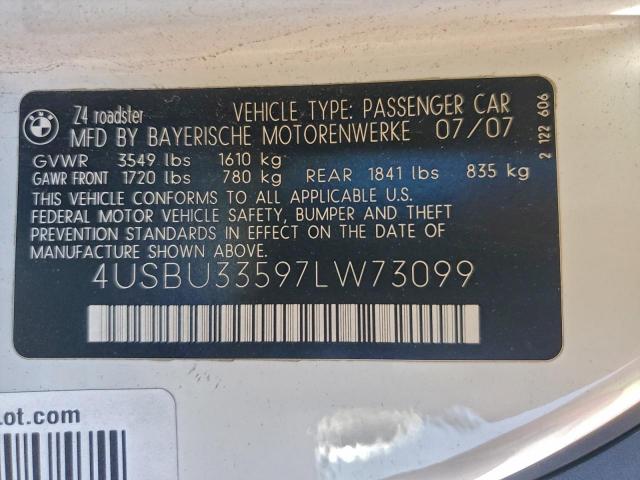 BMW
Z4 roadster VEHICLE TYPE: PASSENGER CAR
MFD BY BAYERISCHE MOTORENWERKE 07/07
GVWR 3549 lbs 1610 kg
GAWR FRONT 1720 lbs 780 kg REAR 1841 lbs 835 kg
THIS VEHICLE CONFORMS TO ALL APPLICABLE U.S.
FEDERAL MOTOR VEHICLE SAFETY, BUMPER AND THEFT
PREVENTION STANDARDS IN EFFECT ON THE DATE
OF MANUFACTURE SHOWN ABOVE.
4USBU33597LW73099
2 122 606
lot.com